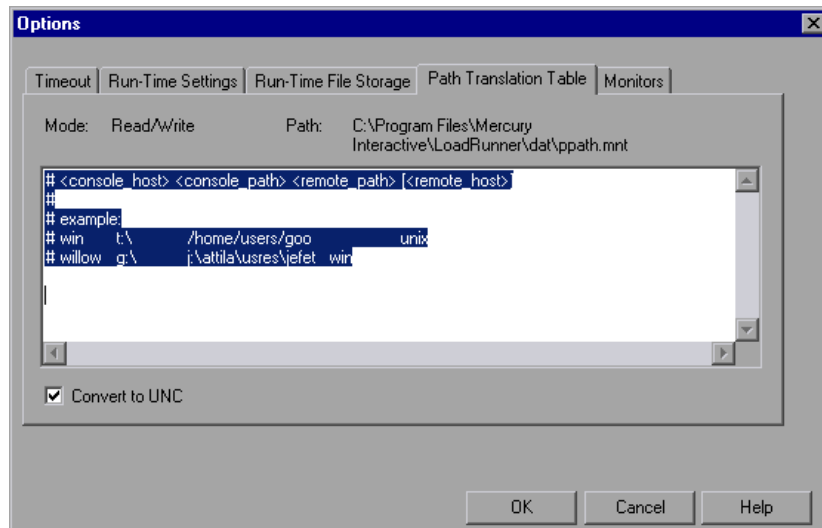 Options
Timeout Run-Time Settings Run-Time File Storage Path Translation Table Monitors
Mode: Read/Write Path: C:\Program Files\Mercury
Interactive\LoadRunner\dat\ppath.mnt
# <console_host> <console_path> <remote_path> [<remote_host>]
#
# example:
# win t:\ /home/users/goo unix
# willow g:\ j:\attila\usres\jefet win
Convert to UNC
OK Cancel Help